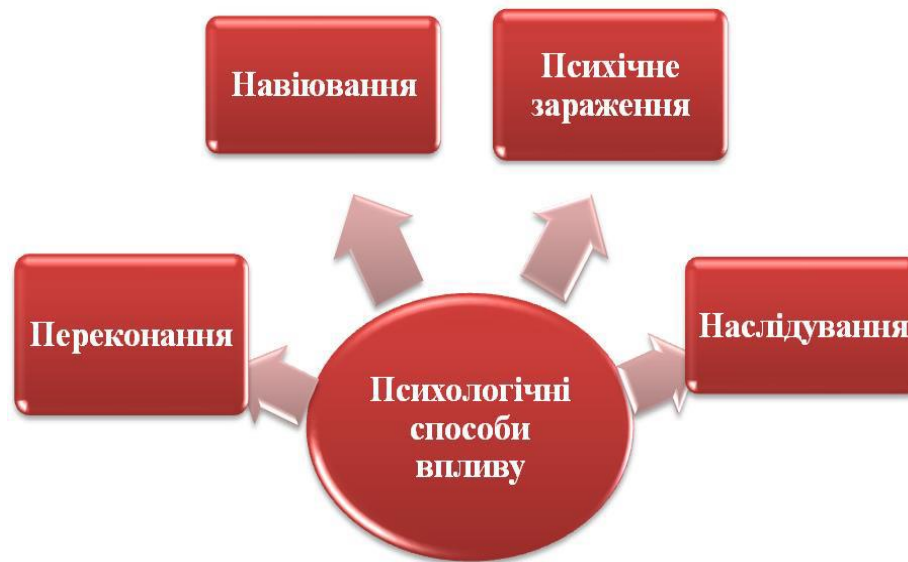 Навіювання
Психічне
зараження
Переконання
Наслідування
Психологічні
способи
впливу